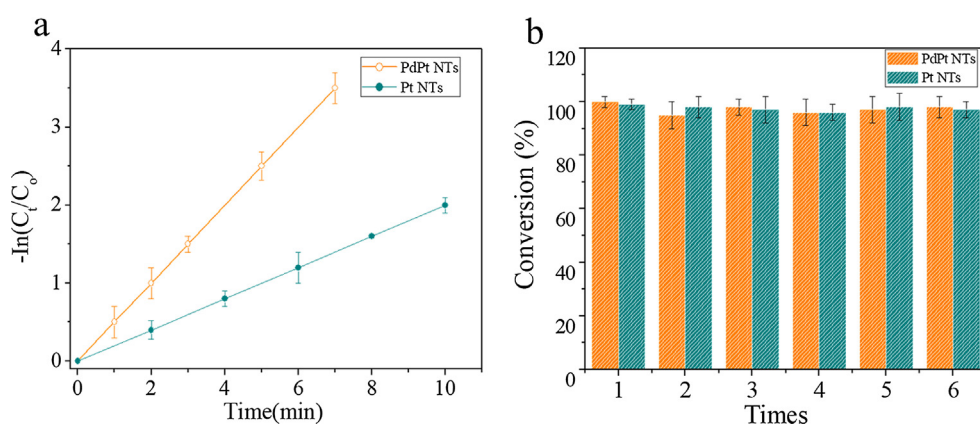 a
4
3
2
1
0
-In(Ct/Co)
PdPt NTs
Pt NTs
0 2 4 6 8 10
Time(min)
b
120
100
80
60
40
20
0
Conversion (%)
PdPt NTs
Pt NTs
1 2 3 4 5 6
Times